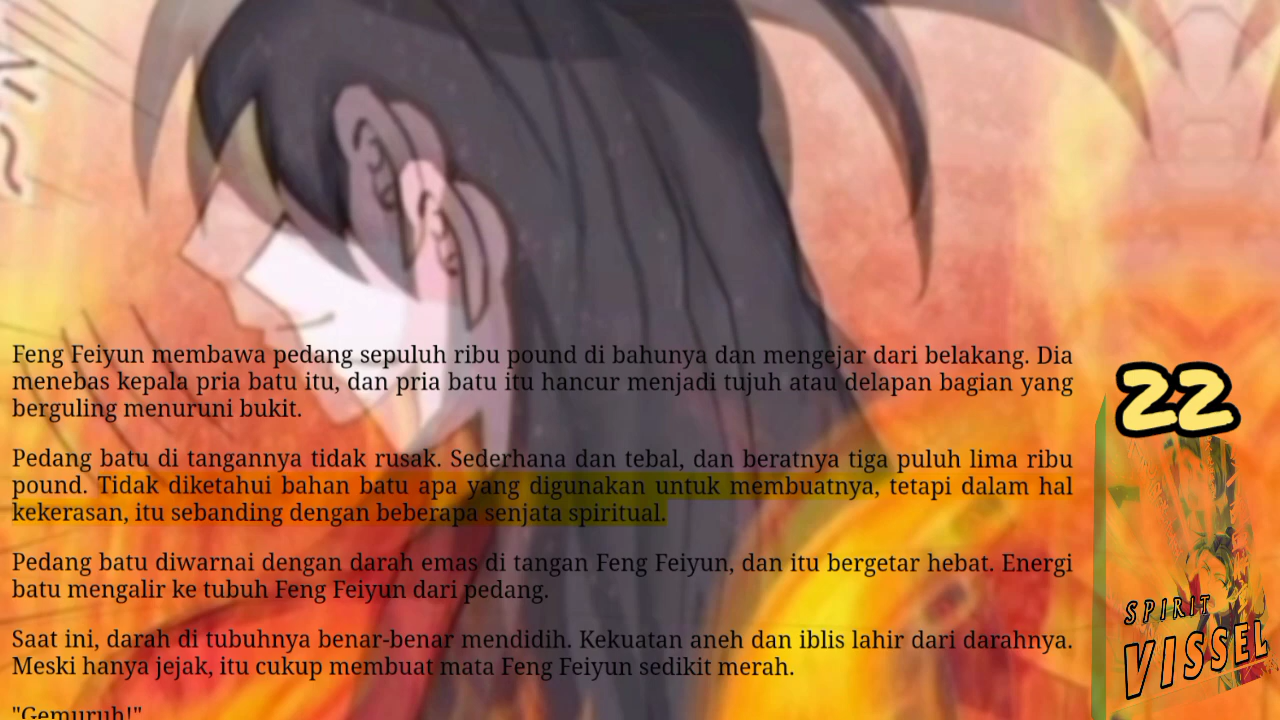 Feng Feiyun membawa pedang sepuluh ribu pound di bahunya dan mengejar dari belakang. Dia
menebas kepala pria batu itu, dan pria batu itu hancur menjadi tujuh atau delapan bagian yang
berguling menuruni bukit.
Pedang batu di tangannya tidak rusak. Sederhana dan tebal, dan beratnya tiga puluh lima ribu
pound. Tidak diketahui bahan batu apa yang digunakan untuk membuatnya, tetapi dalam hal
kekerasan, itu sebanding dengan beberapa senjata spiritual.
Pedang batu diwarnai dengan darah emas di tangan Feng Feiyun, dan itu bergetar hebat. Energi
batu mengalir ke tubuh Feng Feiyun dari pedang.
Saat ini, darah di tubuhnya benar-benar mendidih. Kekuatan aneh dan iblis lahir dari darahnya.
Meski hanya jejak, itu cukup membuat mata Feng Feiyun sedikit merah.
"Gemuruh!"
22
SPIRIT
VISSEL